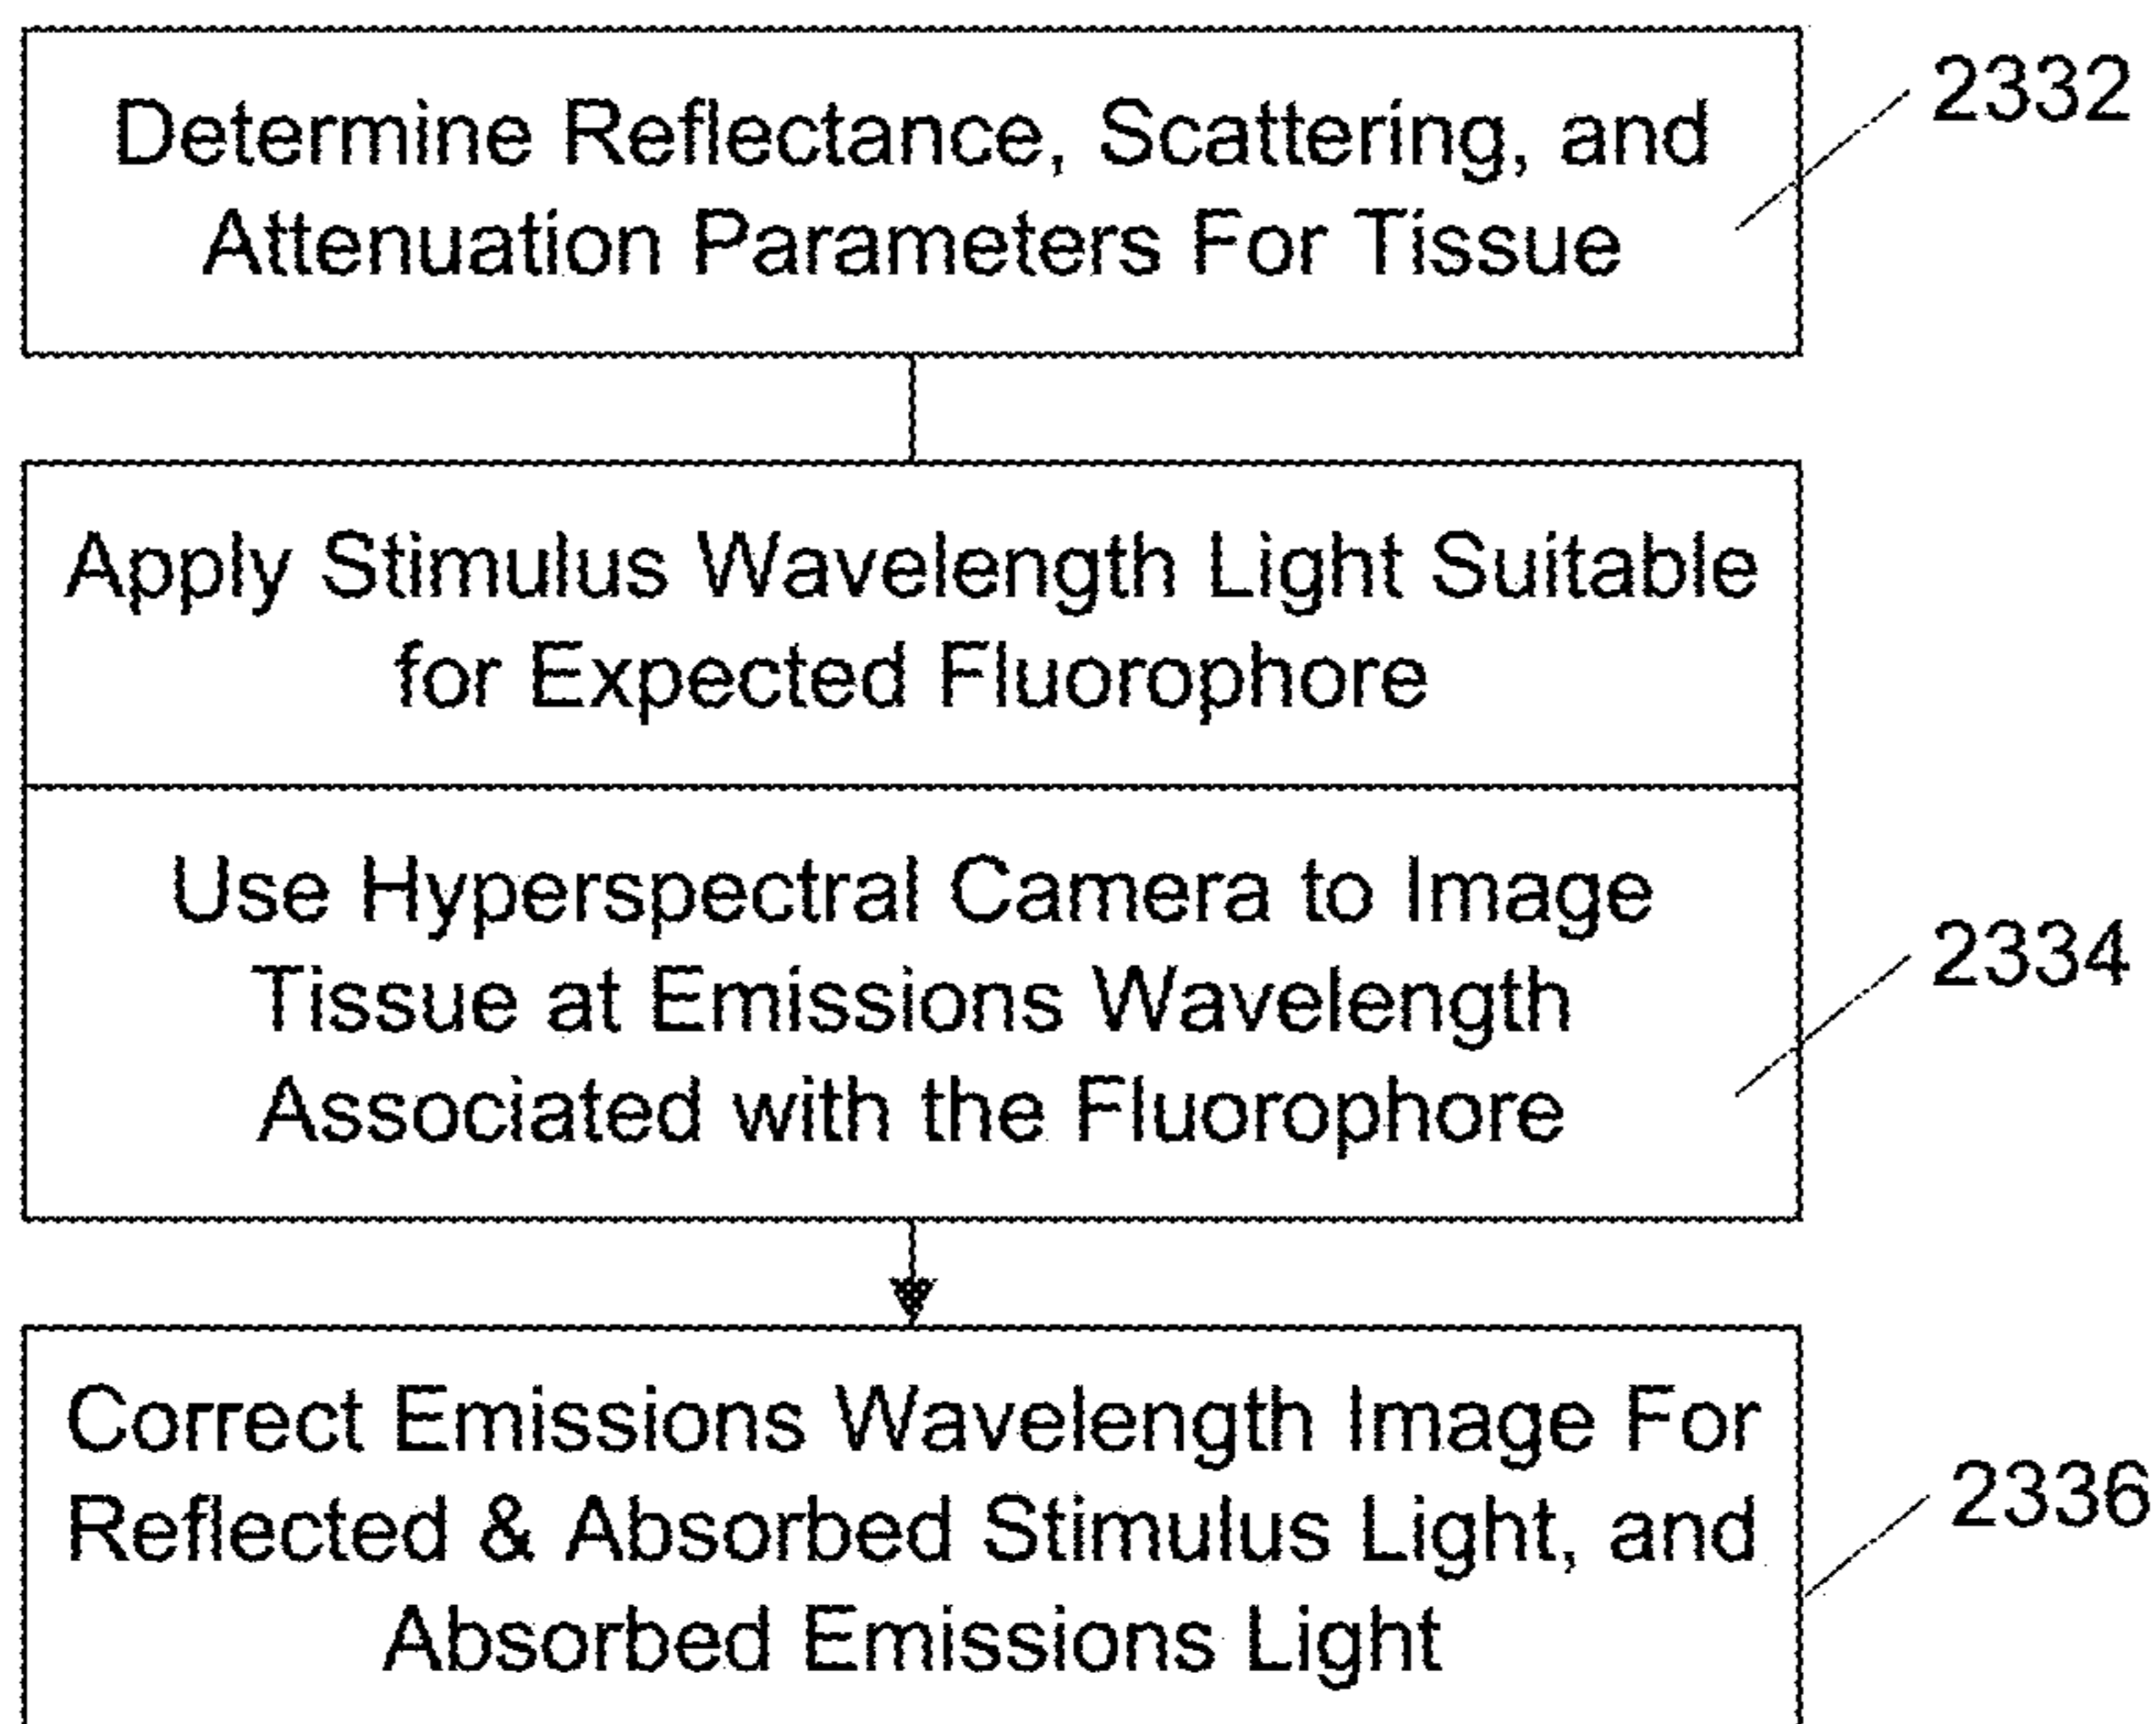 Determine Reflectance, Scattering, and
Attenuation Parameters For Tissue
2332
Apply Stimulus Wavelength Light Suitable
for Expected Fluorophore
Use Hyperspectral Camera to Image
Tissue at Emissions Wavelength
Associated with the Fluorophore
2334
Correct Emissions Wavelength Image For
Reflected & Absorbed Stimulus Light, and
Absorbed Emissions Light
2336